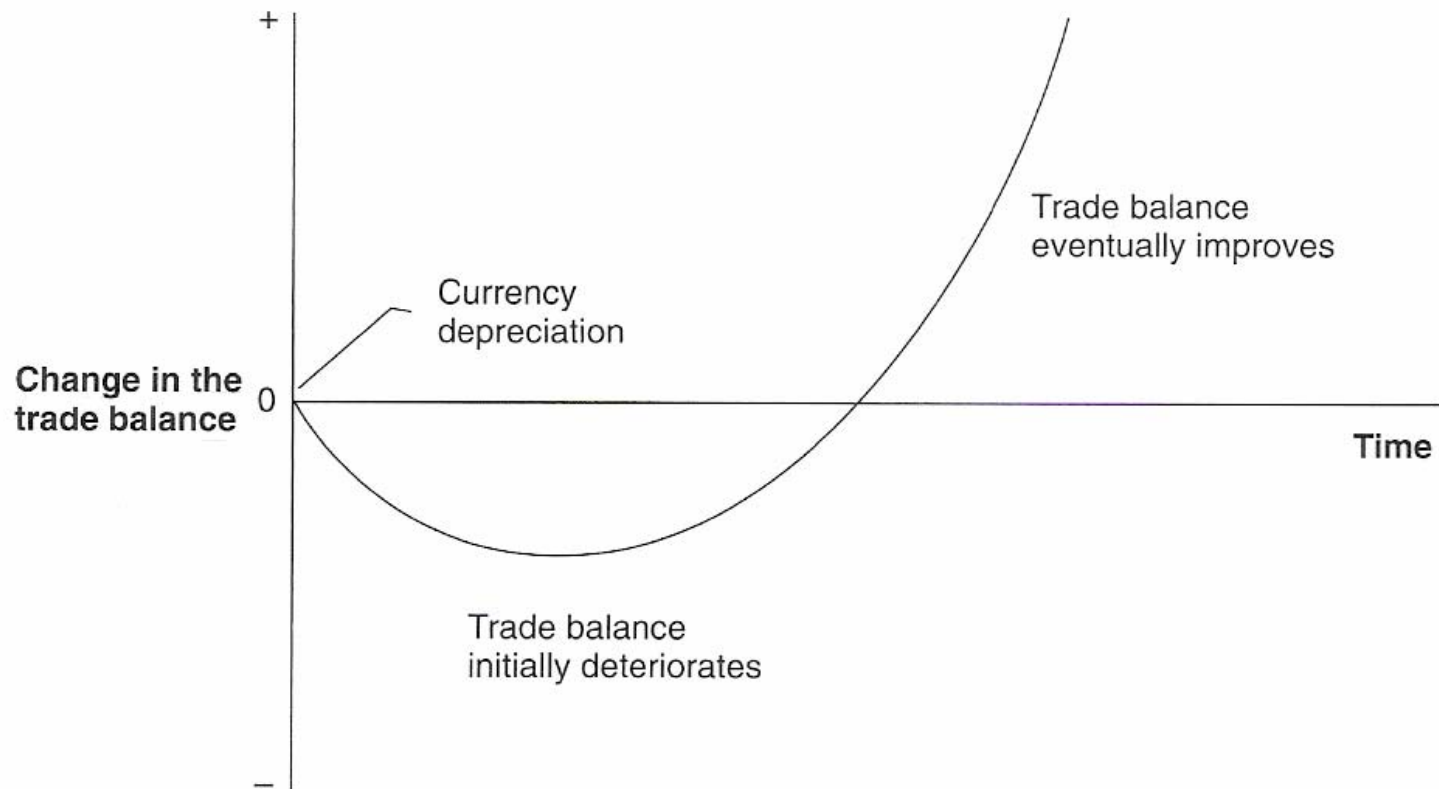 +
Trade balance
eventually improves
Currency
depreciation
Change in the
trade balance
0
Time
Trade balance
initially deteriorates
–